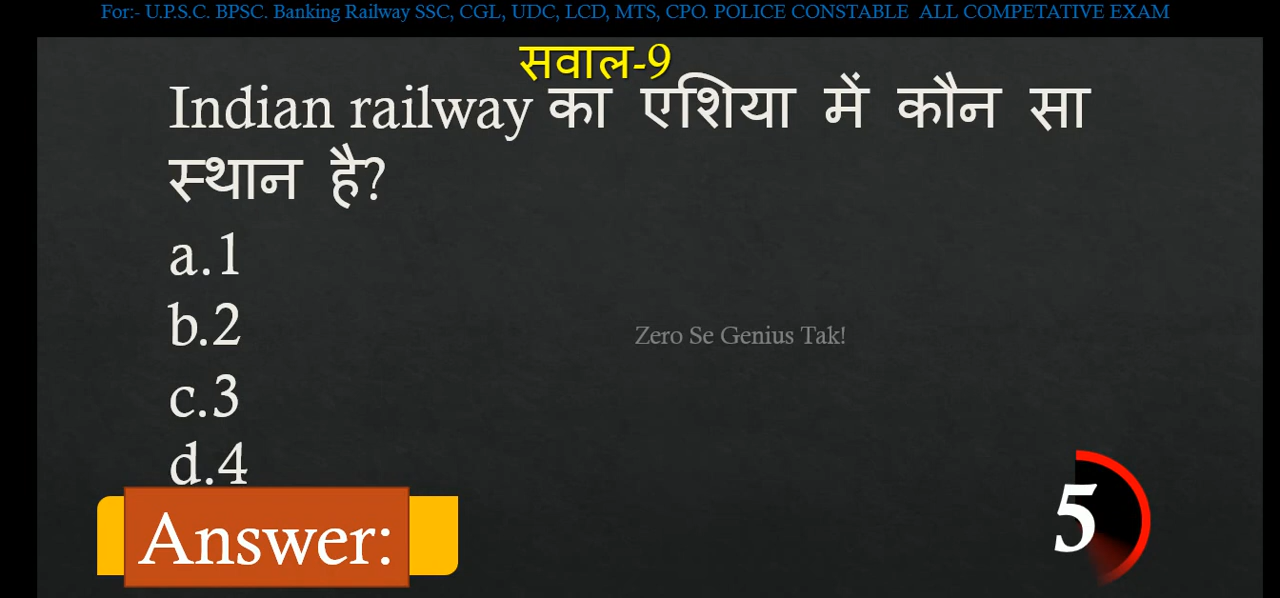 For:- U.P.S.C. BPSC. Banking Railway SSC, CGL, UDC, LCD, MTS, CPO. POLICE CONSTABLE ALL COMPETATIVE EXAM
सवाल-9
Indian railway का एशिया में कौन सा
स्थान है?
a.1
b.2
Zero Se Genius Tak!
c.3
d.4
Answer:
5